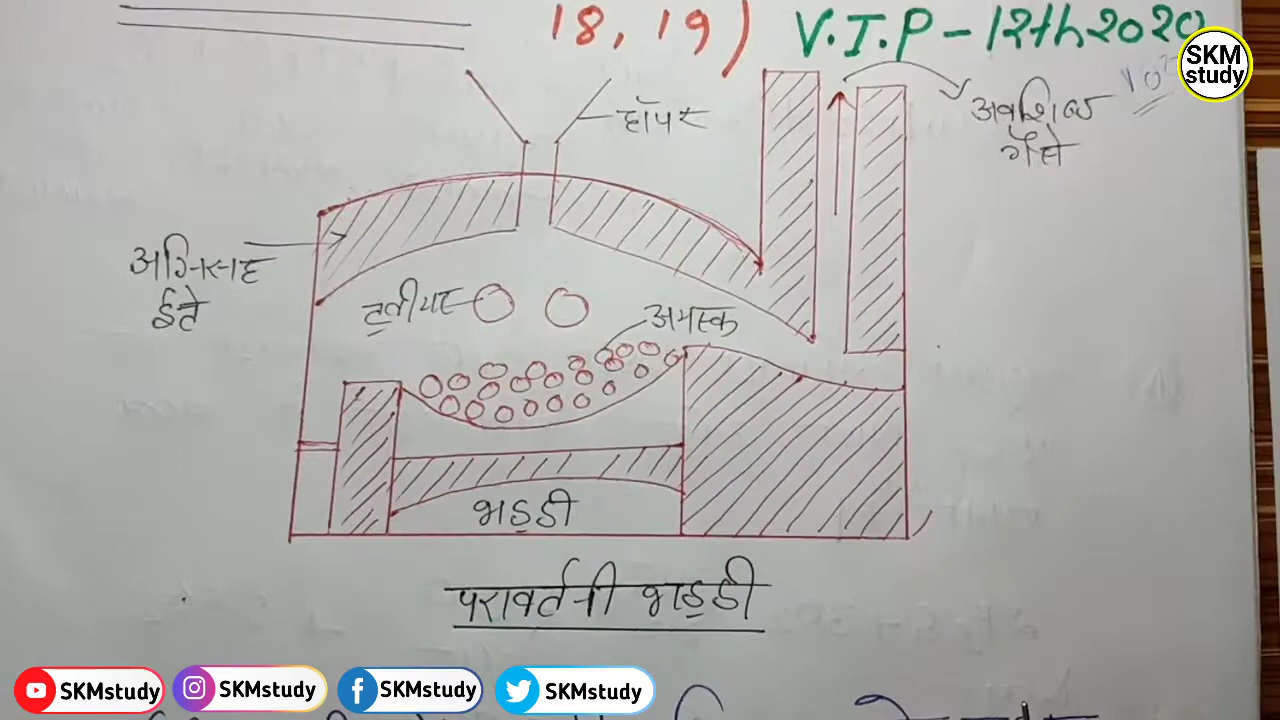 18, 19) V.I.P - 12th 2020
SKM
study
हॉपर
अवशिष्ट
गैसे
अग्निसह
ईंटे
ट्वीयर
अयस्क
भट्टी
परावर्तनी भट्टी
SKMstudy
SKMstudy
SKMstudy
SKMstudy